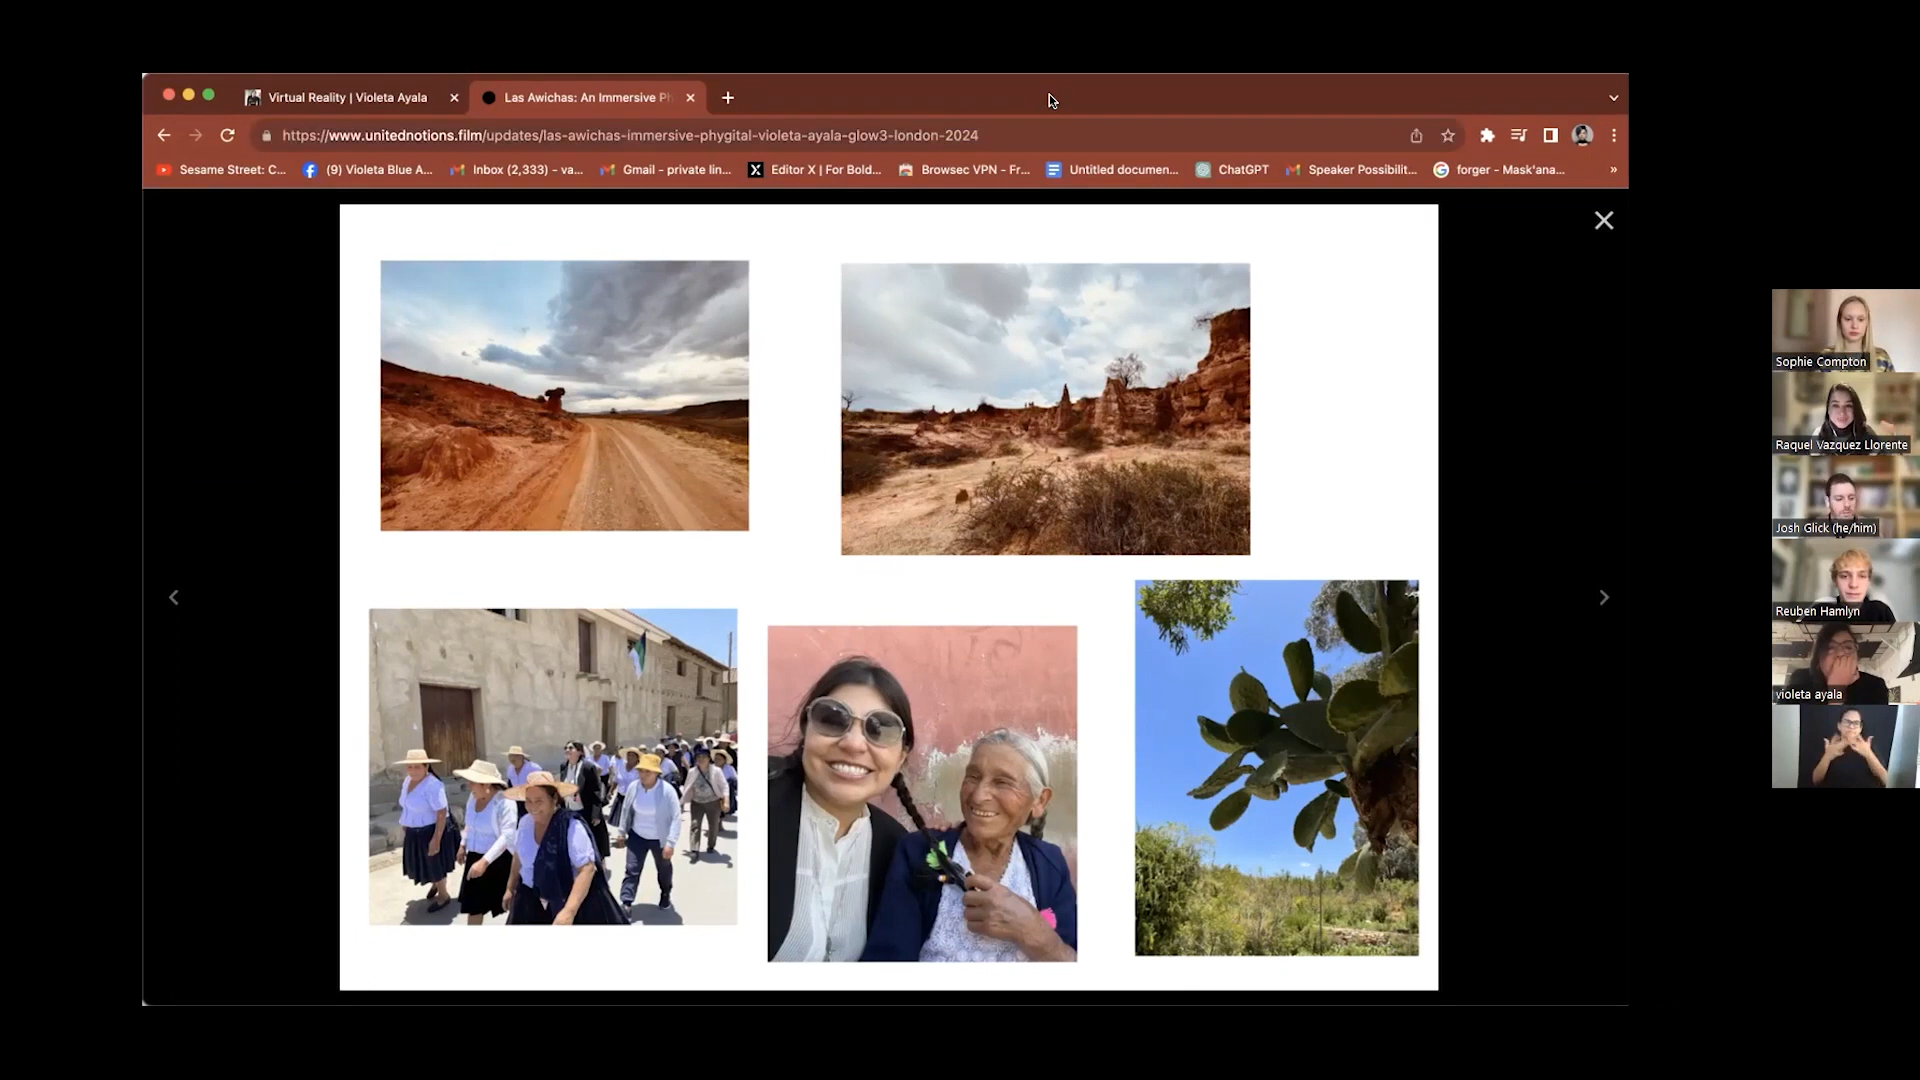 Virtual Reality | Violeta Ayala
Las Awichas: An Immersive Ph
https://www.unitednotions.film/updates/las-awichas-immersive-phygital-violeta-ayala-glow3-london-2024
Sesame Street: C...
(9) Violeta Blue A...
Inbox (2,333) - va...
Gmail - private lin...
Editor X | For Bold...
Browsec VPN - Fr...
Untitled documen...
ChatGPT
Speaker Possibilit...
forger - Mask'ana...
Sophie Compton
Raquel Vazquez Llorente
Josh Glick (he/him)
Reuben Hamlyn
violeta ayala